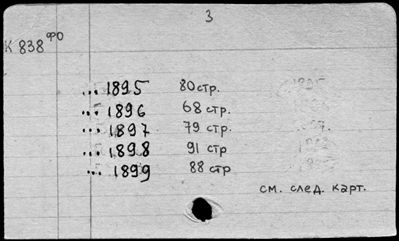 3
К 838 фо
... 1895 80 стр.
... 1896 68 стр.
... 1897 79 стр.
... 1898 91 стр
... 1899 88 стр
см. след. карт.